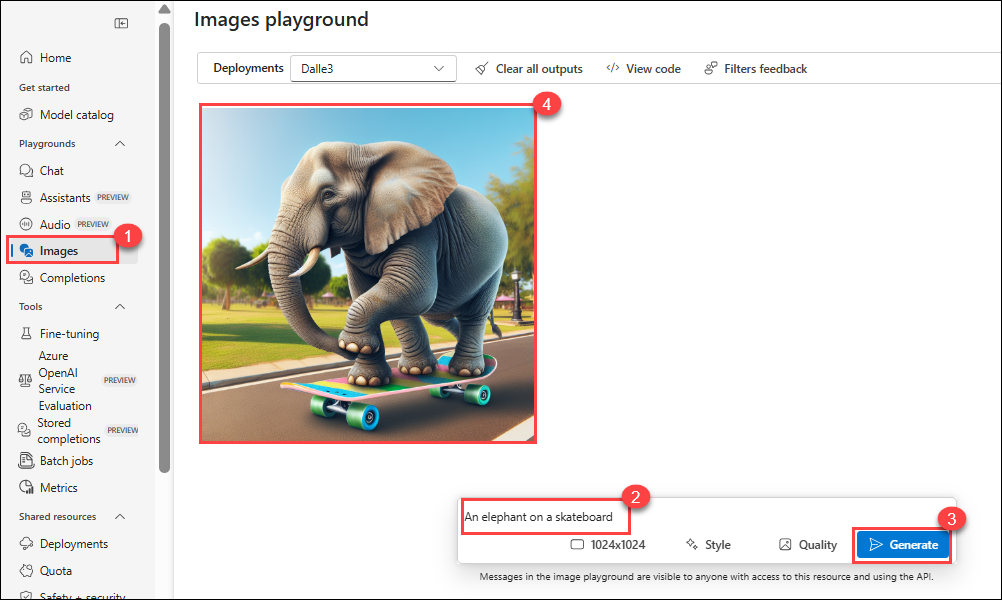 Images playground
Home
Get started
Model catalog
Playgrounds
Chat
Assistants PREVIEW
Audio PREVIEW
1
Images
Completions
Tools
Fine-tuning
Azure
OpenAI
Service
Evaluation
PREVIEW
Stored
completions
PREVIEW
Batch jobs
Metrics
Shared resources
Deployments
Quota
Safety + security
Deployments Dalle3 Clear all outputs </> View code Filters feedback
4
2
An elephant on a skateboard
3
1024x1024 Style Quality Generate
Messages in the image playground are visible to anyone with access to this resource and using the API.